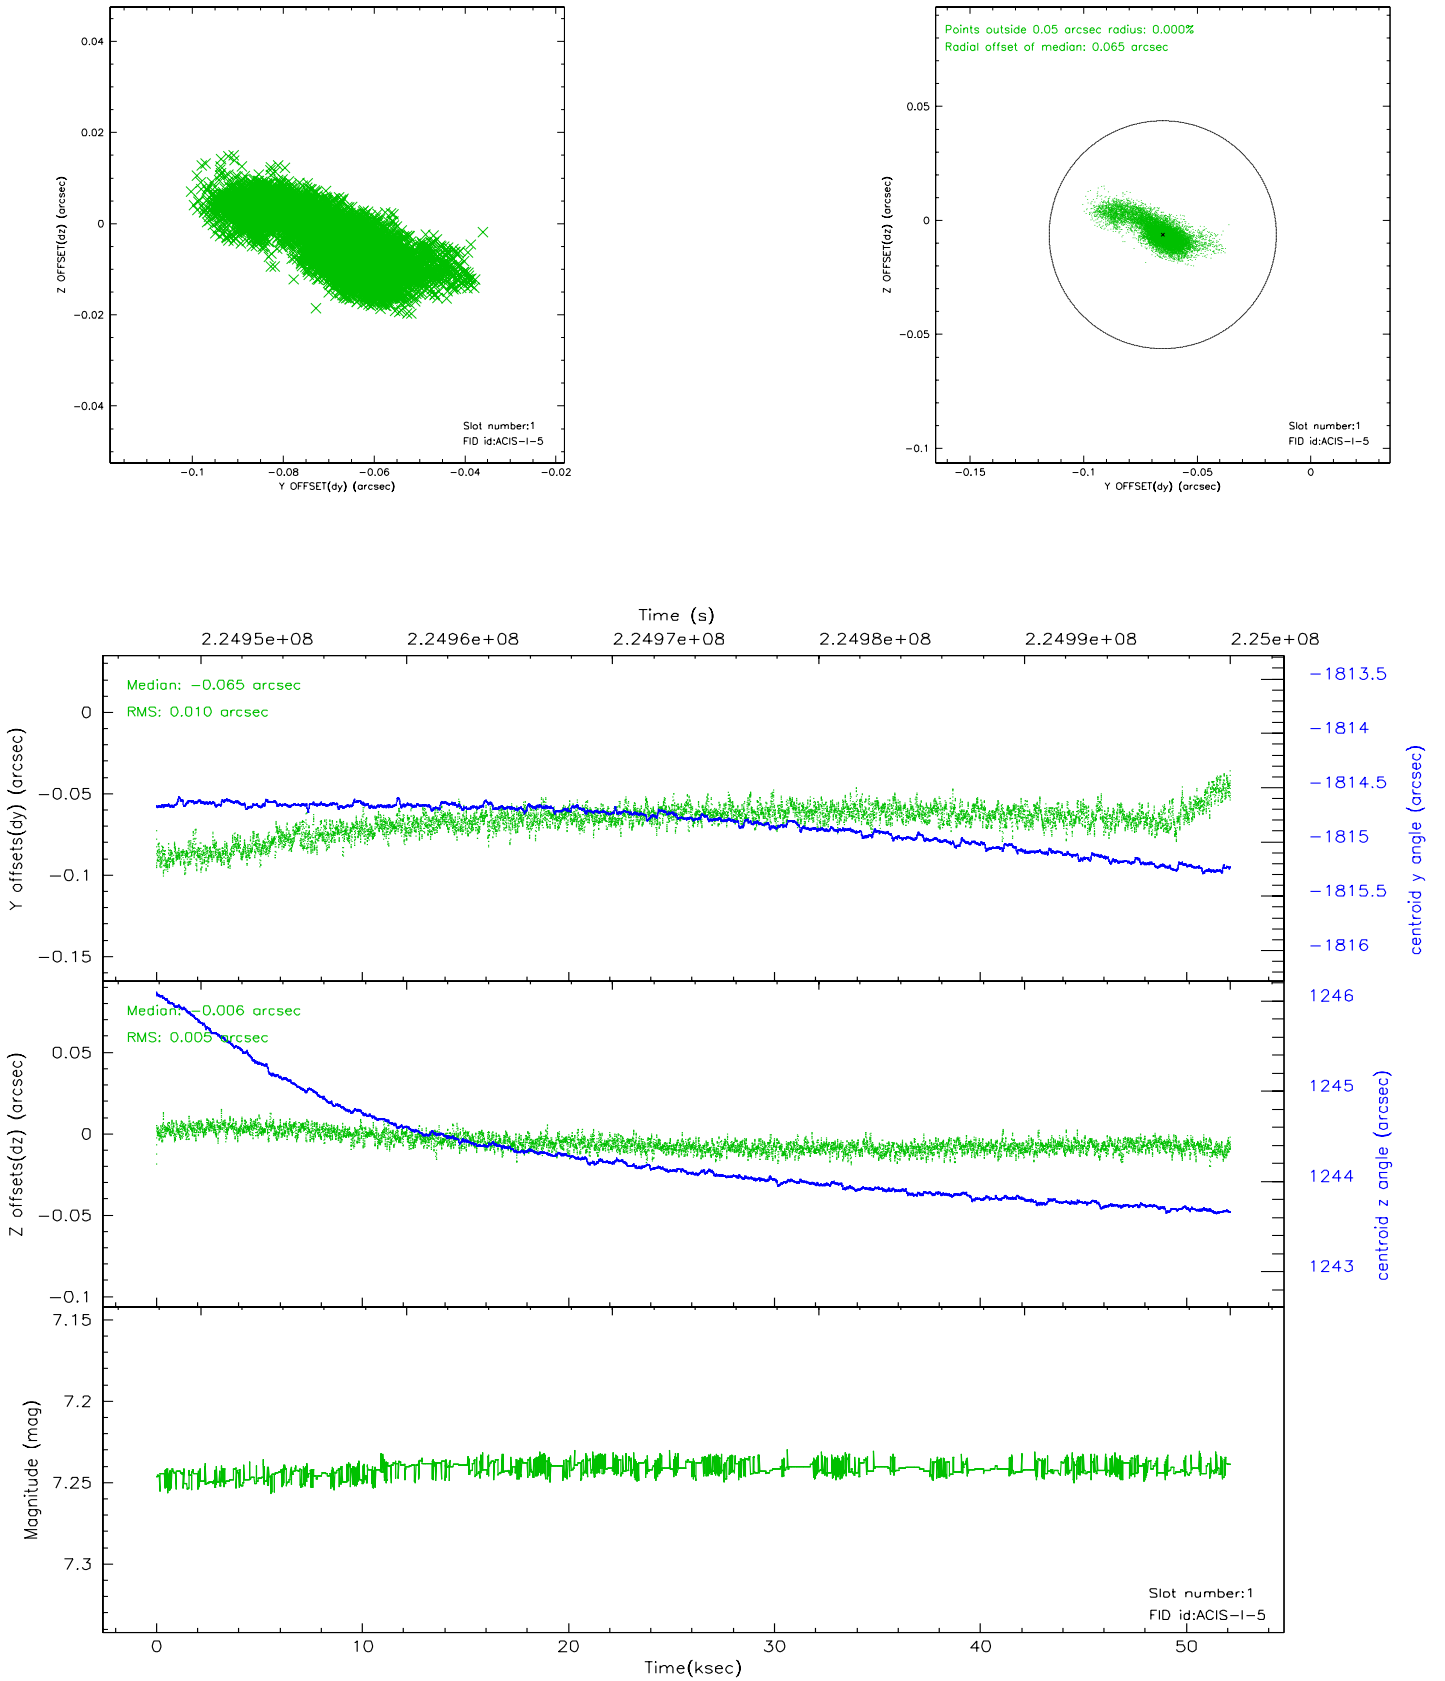 0.04
0.02
0
−0.02
−0.04
Z OFFSET(dz) (arcsec)
−0.1
−0.08
−0.06
−0.04
−0.02
Y OFFSET(dy) (arcsec)
Slot number:1
FID id:ACIS−I−5
Points outside 0.05 arcsec radius: 0.000%
Radial offset of median: 0.065 arcsec
0.05
0
−0.05
−0.1
Z OFFSET(dz) (arcsec)
−0.15
−0.1
−0.05
0
Y OFFSET(dy) (arcsec)
Slot number:1
FID id:ACIS−I−5
Time (s)
2.2495e+08
2.2496e+08
2.2497e+08
2.2498e+08
2.2499e+08
2.25e+08
Median: −0.065 arcsec
RMS: 0.010 arcsec
0
−0.05
−0.1
−0.15
Y offsets(dy) (arcsec)
−1813.5
−1814
−1814.5
−1815
−1815.5
−1816
centroid y angle (arcsec)
Median: −0.006 arcsec
RMS: 0.005 arcsec
0.05
0
−0.05
−0.1
Z offsets(dz) (arcsec)
1246
1245
1244
1243
centroid z angle (arcsec)
7.15
7.2
7.25
7.3
Magnitude (mag)
Slot number:1
FID id:ACIS−I−5
0
10
20
30
40
50
Time(ksec)